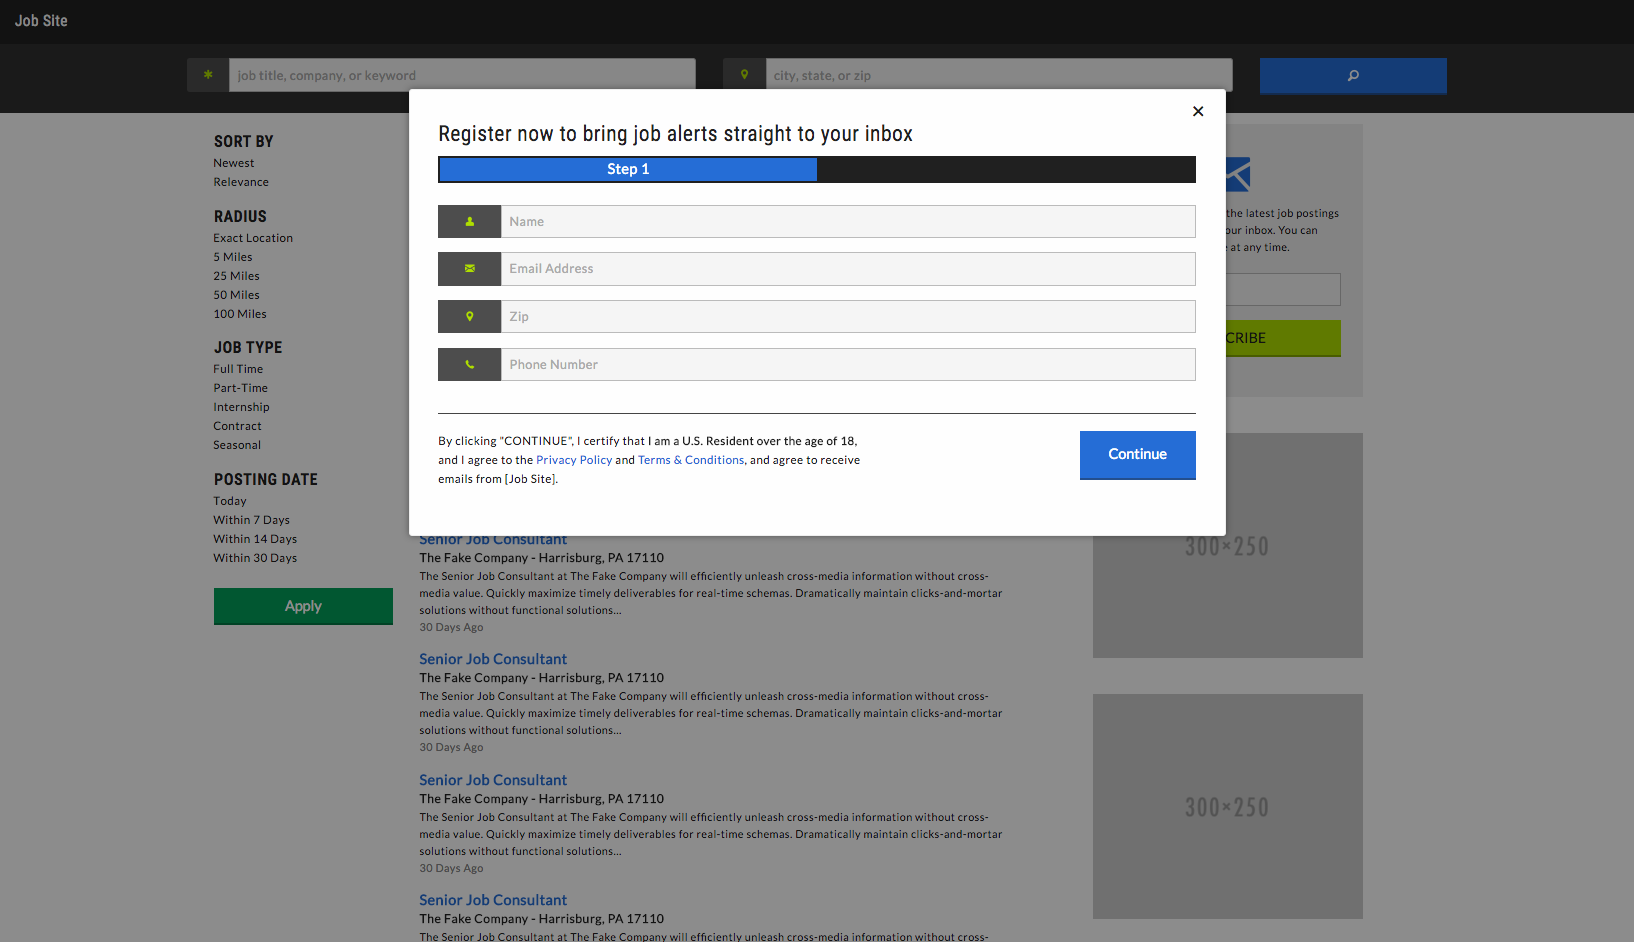 Job Site
job title, company, or keyword
city, state, or zip
Register now to bring job alerts straight to your inbox
Step 1
Name
Email Address
Zip
Phone Number
By clicking "CONTINUE", I certify that I am a U.S. Resident over the age of 18,
and I agree to the Privacy Policy and Terms & Conditions, and agree to receive
emails from [Job Site].
Continue
SORT BY
Newest
Relevance
RADIUS
Exact Location
5 Miles
25 Miles
50 Miles
100 Miles
JOB TYPE
Full Time
Part-Time
Internship
Contract
Seasonal
POSTING DATE
Today
Within 7 Days
Within 14 Days
Within 30 Days
Apply
Senior Job Consultant
The Fake Company - Harrisburg, PA 17110
The Senior Job Consultant at The Fake Company will efficiently unleash cross-media information without cross-
media value. Quickly maximize timely deliverables for real-time schemas. Dramatically maintain clicks-and-mortar
solutions without functional solutions...
30 Days Ago
Senior Job Consultant
The Fake Company - Harrisburg, PA 17110
The Senior Job Consultant at The Fake Company will efficiently unleash cross-media information without cross-
media value. Quickly maximize timely deliverables for real-time schemas. Dramatically maintain clicks-and-mortar
solutions without functional solutions...
30 Days Ago
Senior Job Consultant
The Fake Company - Harrisburg, PA 17110
The Senior Job Consultant at The Fake Company will efficiently unleash cross-media information without cross-
media value. Quickly maximize timely deliverables for real-time schemas. Dramatically maintain clicks-and-mortar
solutions without functional solutions...
30 Days Ago
Senior Job Consultant
The Fake Company - Harrisburg, PA 17110
The Senior Job Consultant at The Fake Company will efficiently unleash cross-media information without cross-
the latest job postings
our inbox. You can
at any time.
CRIBE
300×250
300×250